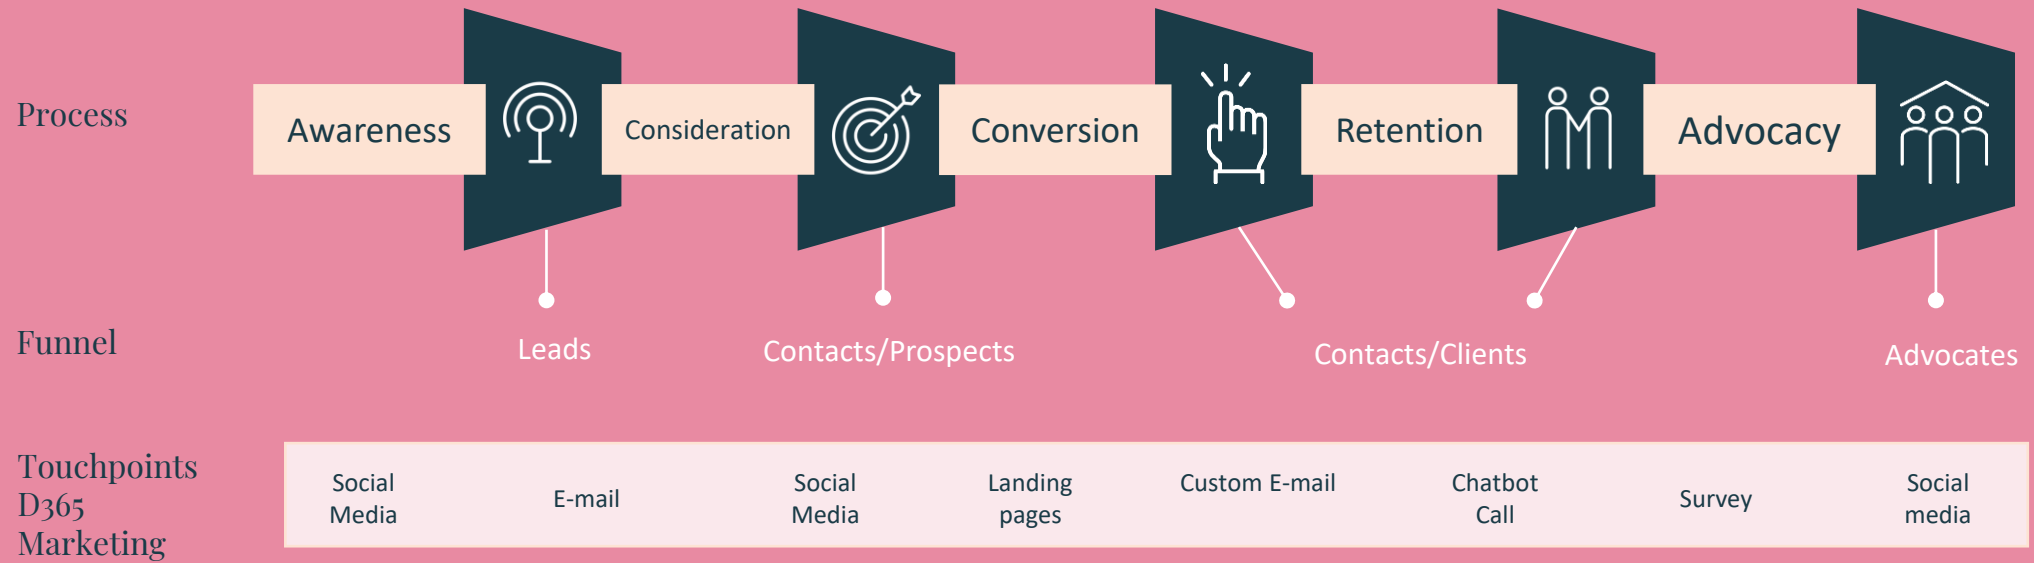 Process
Awareness
Consideration
Conversion
Retention
Advocacy
Funnel
Leads
Contacts/Prospects
Contacts/Clients
Advocates
Touchpoints
D365
Marketing
Social
Media
E-mail
Social
Media
Landing
pages
Custom E-mail
Chatbot
Call
Survey
Social
media